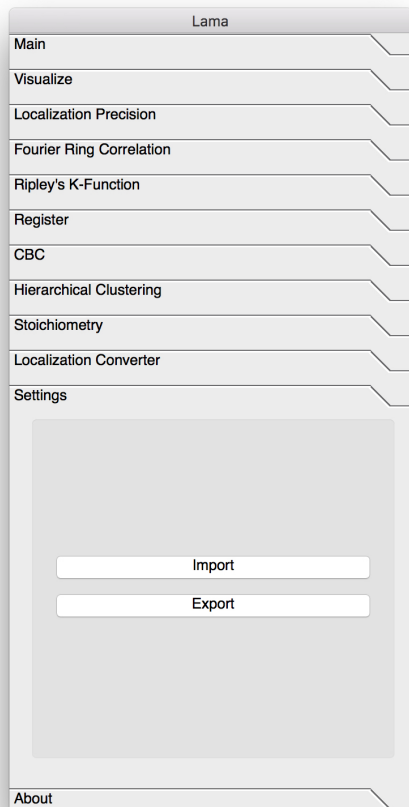 Lama
Main
Visualize
Localization Precision
Fourier Ring Correlation
Ripley's K-Function
Register
CBC
Hierarchical Clustering
Stoichiometry
Localization Converter
Settings
Import
Export
About